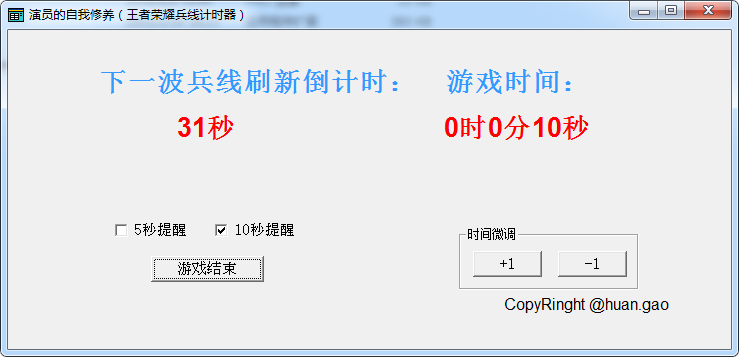 演员的自我修养（王者荣耀兵线计时器）
下一波兵线刷新倒计时： 游戏时间：
31秒 0时0分10秒
5秒提醒 10秒提醒
时间微调
游戏结束 +1 -1
CopyRinght @huan.gao